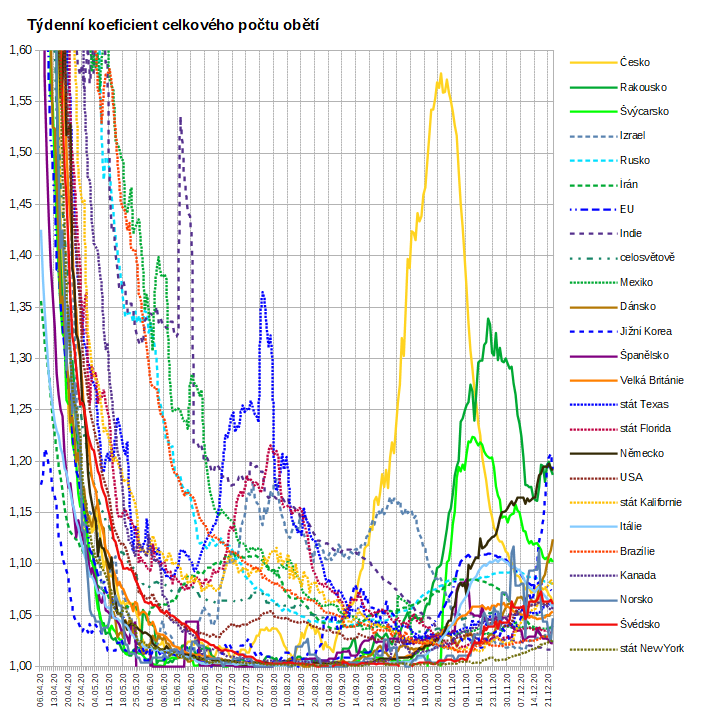 Týdenní koeficient celkového počtu obětí
1,60
1,55
1,50
1,45
1,40
1,35
1,30
1,25
1,20
1,15
1,10
1,05
1,00
06.04.20
13.04.20
20.04.20
27.04.20
04.05.20
11.05.20
18.05.20
25.05.20
01.06.20
08.06.20
15.06.20
22.06.20
29.06.20
06.07.20
13.07.20
20.07.20
27.07.20
03.08.20
10.08.20
17.08.20
24.08.20
31.08.20
07.09.20
14.09.20
21.09.20
28.09.20
05.10.20
12.10.20
19.10.20
26.10.20
02.11.20
09.11.20
16.11.20
23.11.20
30.11.20
07.12.20
14.12.20
21.12.20
Česko
Rakousko
Švýcarsko
Izrael
Rusko
Írán
EU
Indie
celosvětově
Mexiko
Dánsko
Jižní Korea
Španělsko
Velká Británie
stát Texas
stát Florida
Německo
USA
stát Kalifornie
Itálie
Brazílie
Kanada
Norsko
Švédsko
stát NewYork